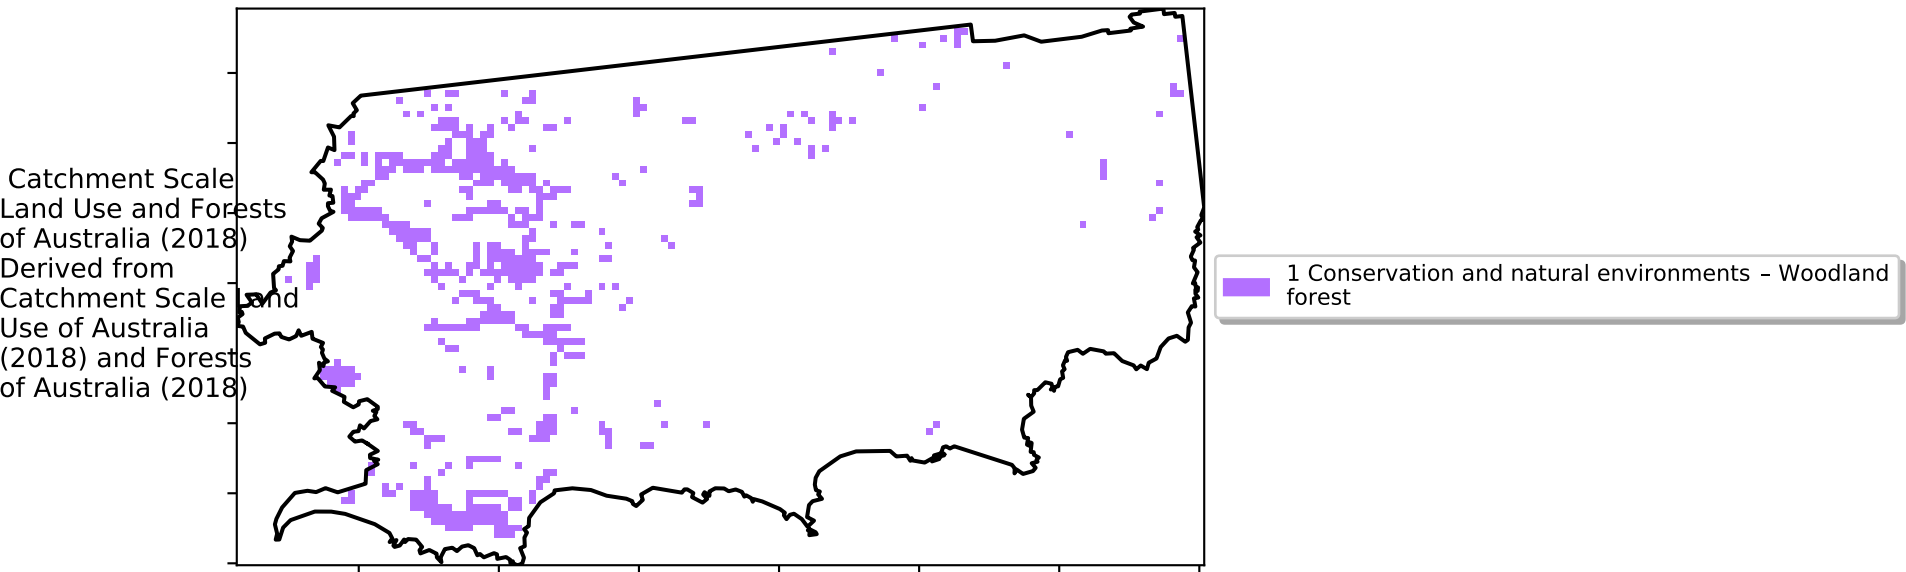 Catchment Scale
Land Use and Forests
of Australia (2018)
Derived from
Catchment Scale Land
Use of Australia
(2018) and Forests
of Australia (2018)
1 Conservation and natural environments – Woodland
forest